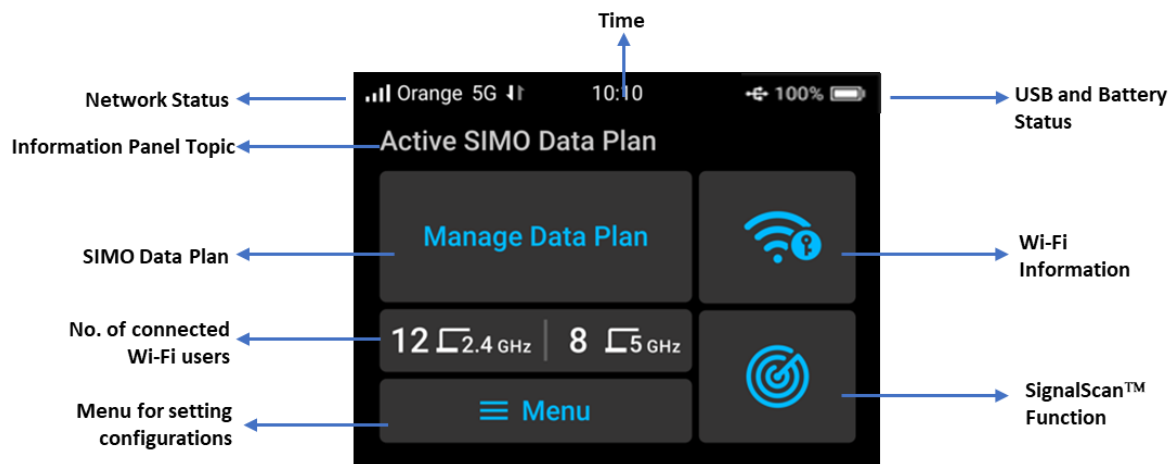 Time
Network Status
Orange 5G 10:10 100%
USB and Battery
Status
Information Panel Topic
Active SIMO Data Plan
SIMO Data Plan
Manage Data Plan
Wi-Fi
Information
No. of connected
Wi-Fi users
12 2.4 GHz 8 5 GHz
Menu for setting
configurations
Menu
SignalScan™
Function